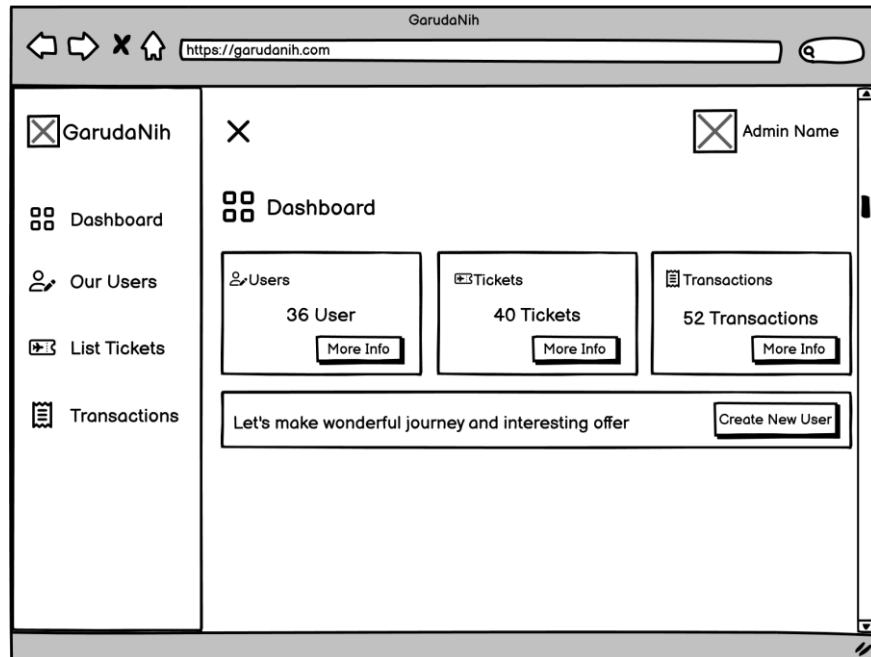 GarudaNih
https://garudanih.com
GarudaNih
Admin Name
Dashboard
Our Users
List Tickets
Transactions
Dashboard
Users
36 User
More Info
Tickets
40 Tickets
More Info
Transactions
52 Transactions
More Info
Let's make wonderful journey and interesting offer
Create New User